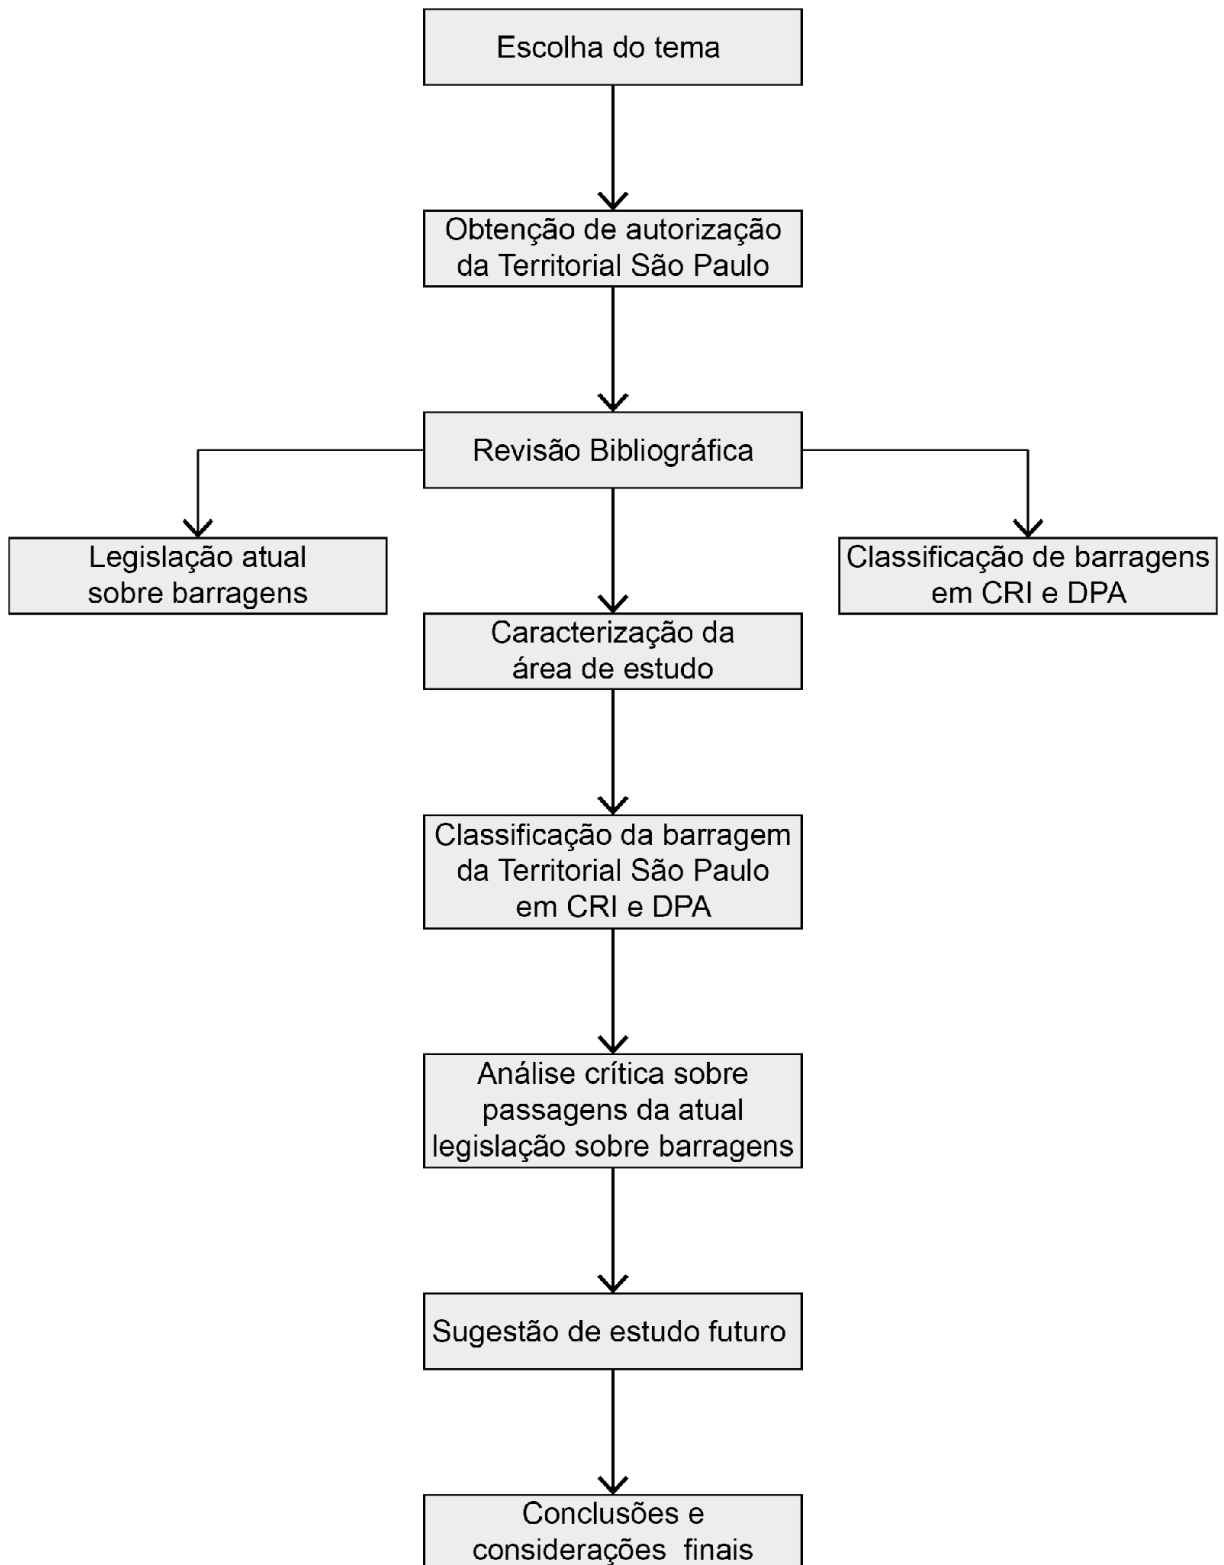 Escolha do tema
Obtenção de autorização
da Territorial São Paulo
Revisão Bibliográfica
Legislação atual
sobre barragens
Classificação de barragens
em CRI e DPA
Caracterização da
área de estudo
Classificação da barragem
da Territorial São Paulo
em CRI e DPA
Análise crítica sobre
passagens da atual
legislação sobre barragens
Sugestão de estudo futuro
Conclusões e
considerações finais